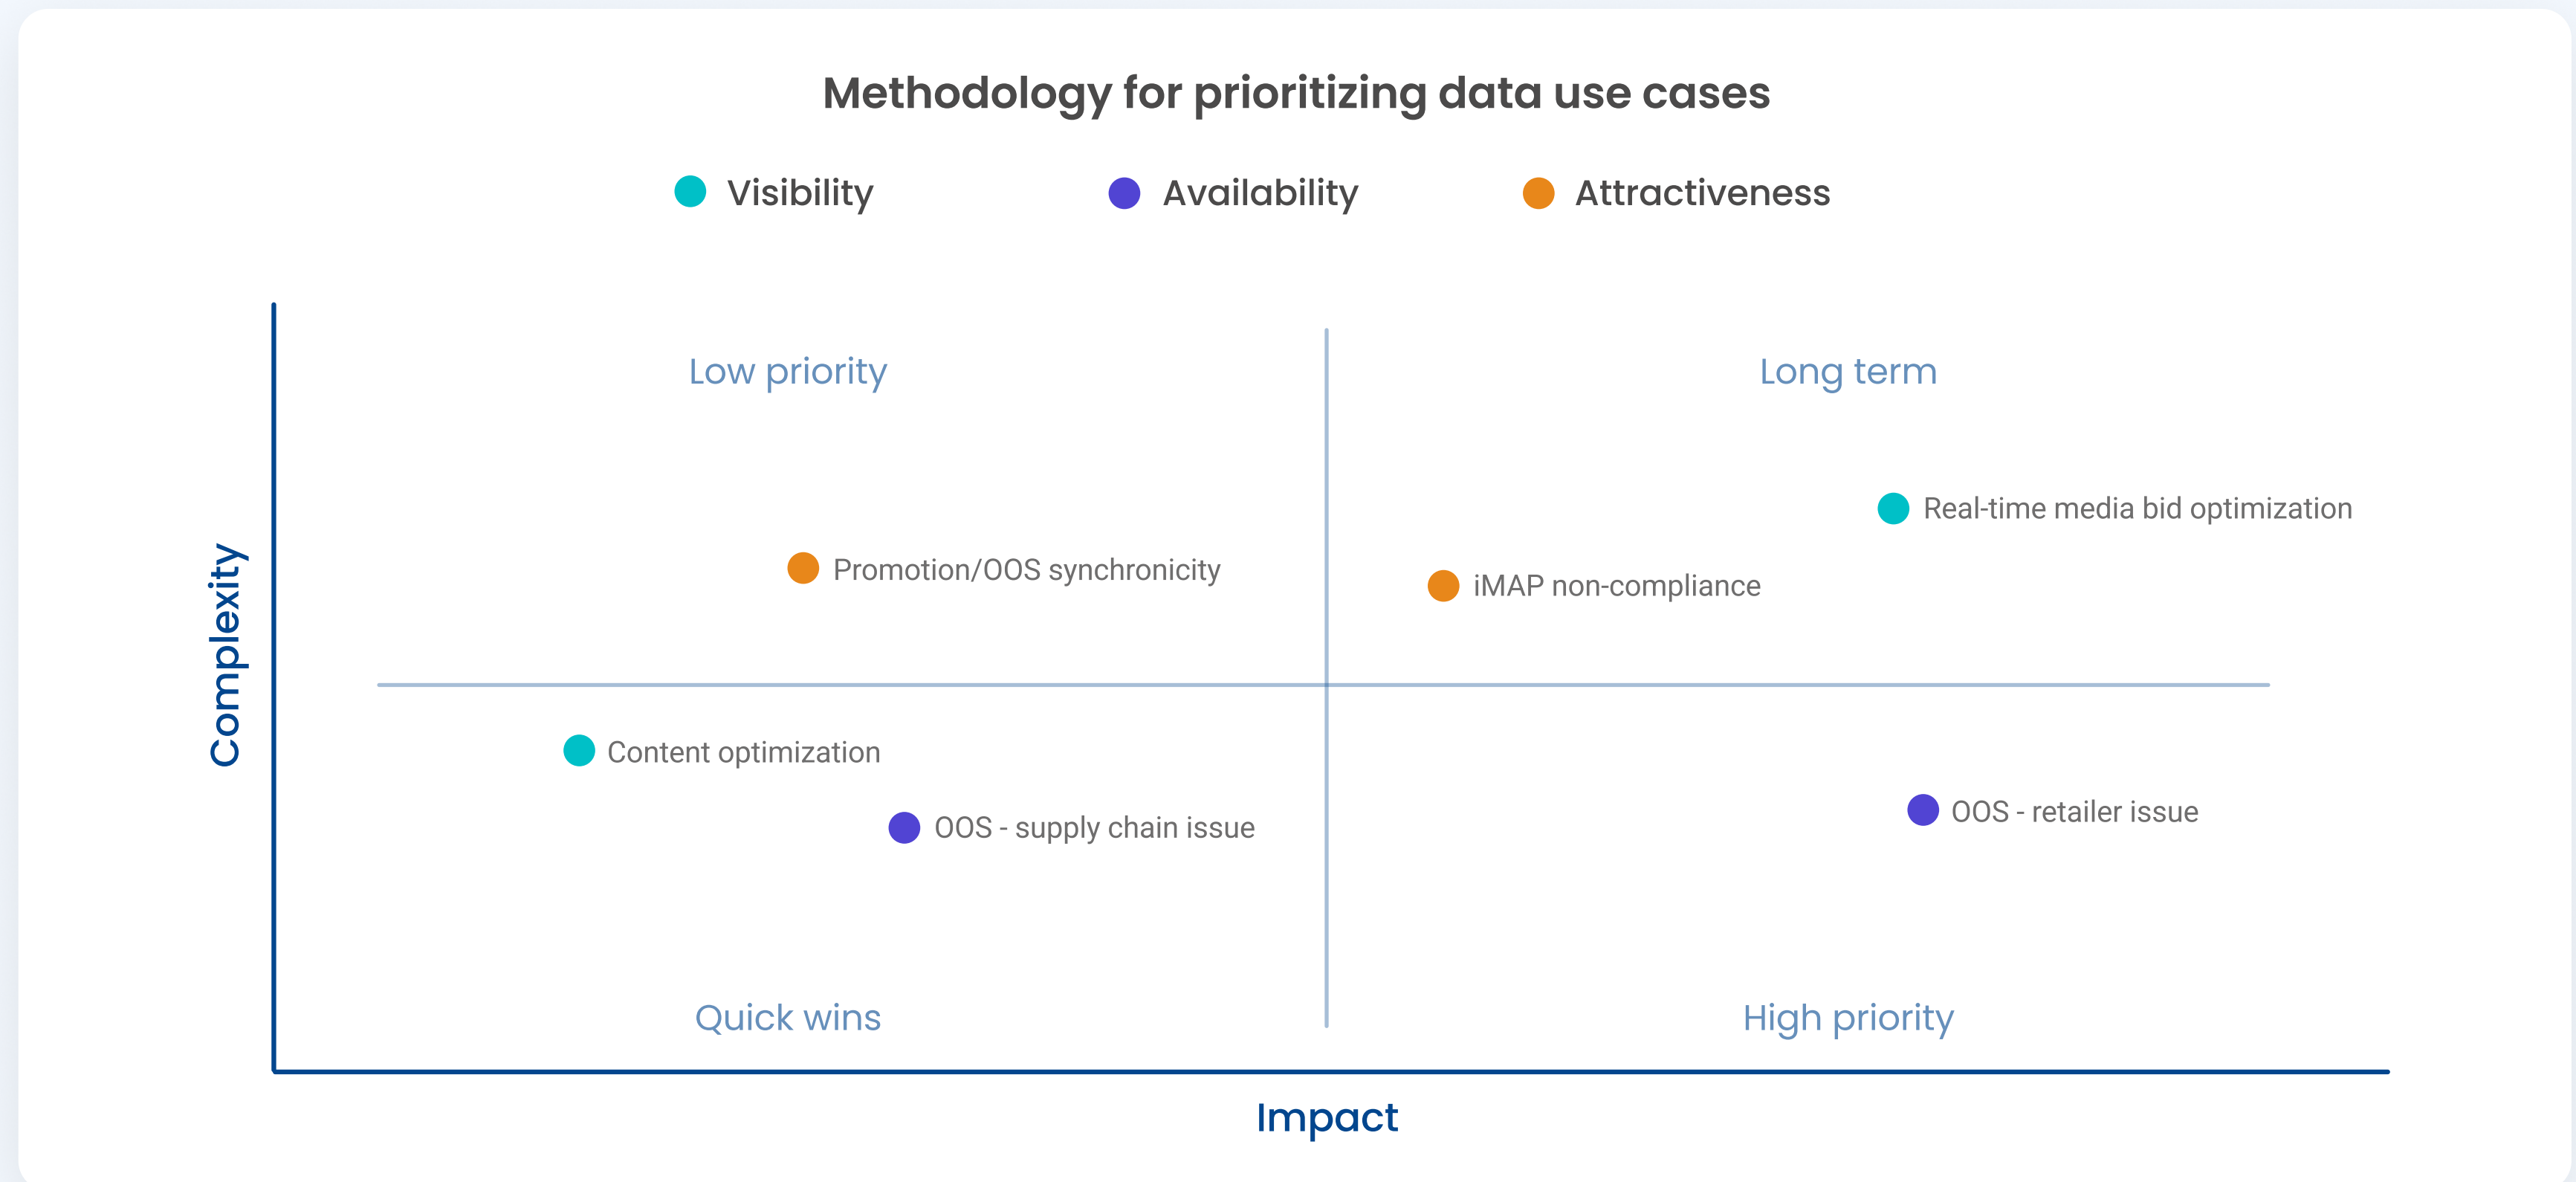 Methodology for prioritizing data use cases
Visibility
Availability
Attractiveness
Low priority
Long term
Real-time media bid optimization
Promotion/OOS synchronicity
iMAP non-compliance
Complexity
Content optimization
OOS - supply chain issue
OOS - retailer issue
Quick wins
High priority
Impact